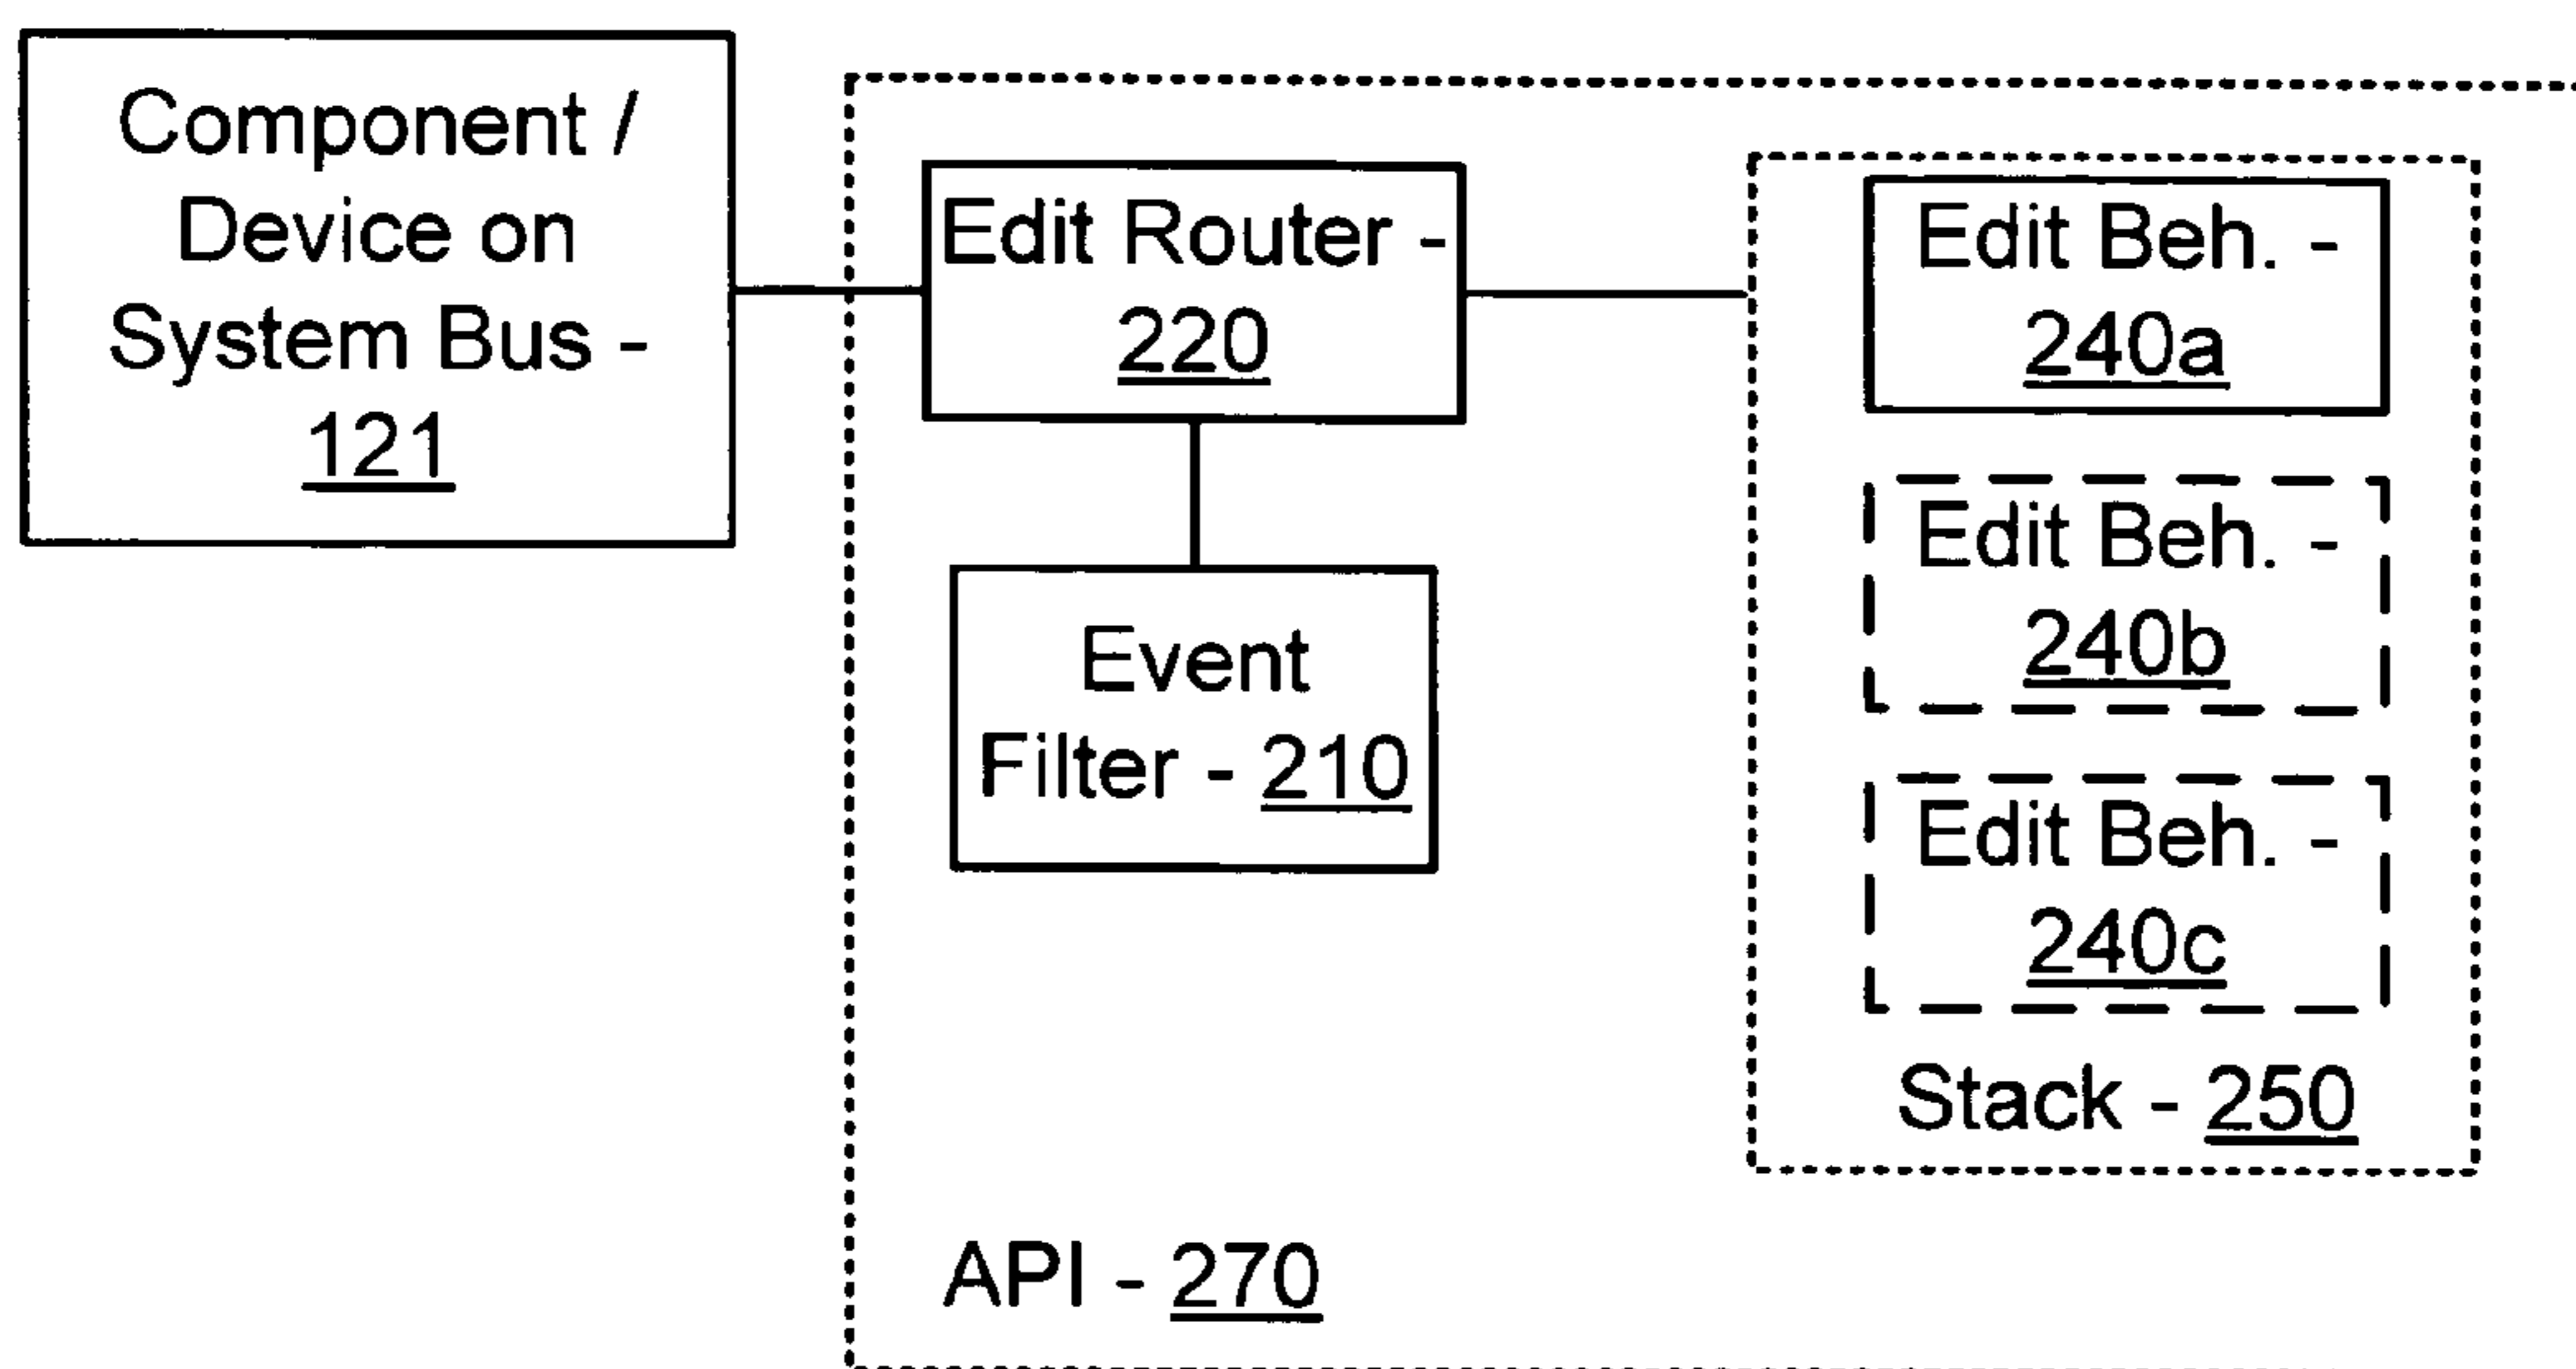 Component /
Device on
System Bus -
121
Edit Router -
220
Event
Filter - 210
Edit Beh. -
240a
Edit Beh. -
240b
Edit Beh. -
240c
Stack - 250
API - 270